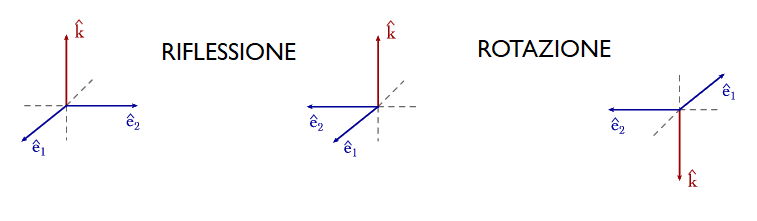 k̂
RIFLESSIONE
k̂
ROTAZIONE
ê₁
ê₂
ê₂
ê₂
ê₁
ê₁
k̂